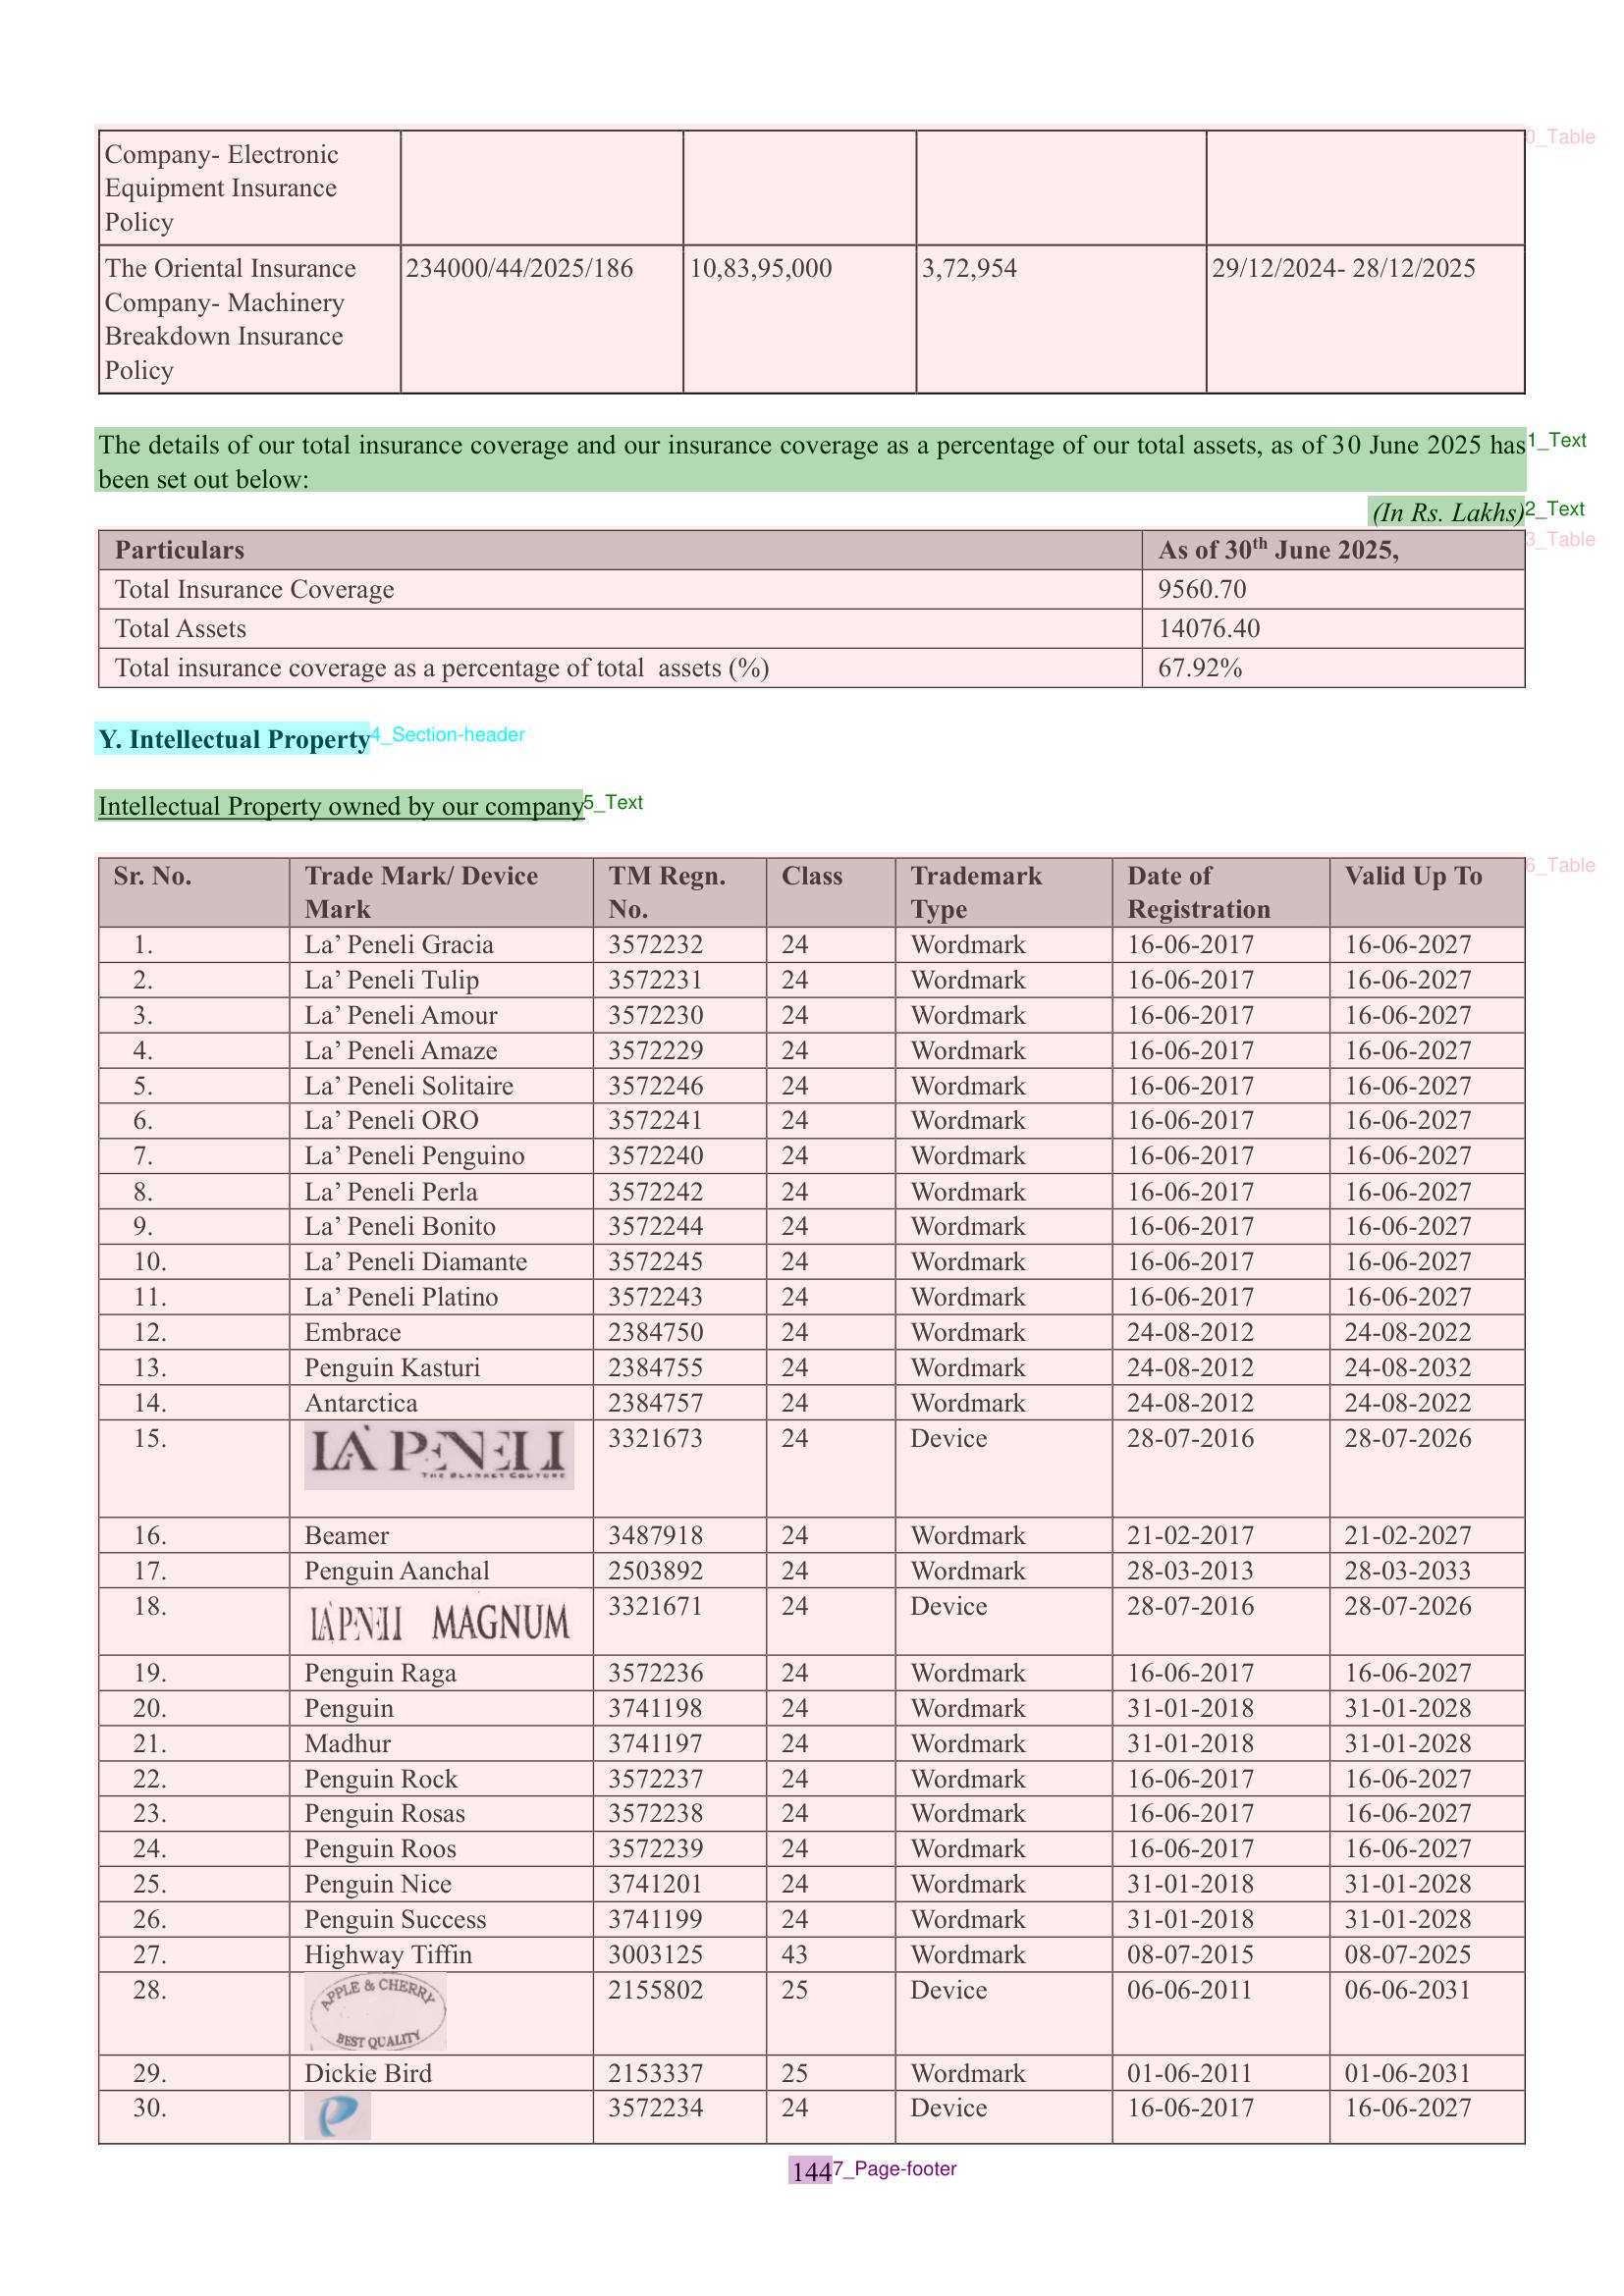 Company- Electronic
Equipment Insurance
Policy
0_Table
The Oriental Insurance
Company- Machinery
Breakdown Insurance
Policy
234000/44/2025/186
10,83,95,000
3,72,954
29/12/2024- 28/12/2025
The details of our total insurance coverage and our insurance coverage as a percentage of our total assets, as of 30 June 2025 has
been set out below:
1_Text
(In Rs. Lakhs)
2_Text
3_Table
Particulars As of 30th June 2025,
Total Insurance Coverage 9560.70
Total Assets 14076.40
Total insurance coverage as a percentage of total assets (%) 67.92%
Y. Intellectual Property
4_Section-header
Intellectual Property owned by our company
5_Text
6_Table
Sr. No. Trade Mark/ Device Mark TM Regn. No. Class Trademark Type Date of Registration Valid Up To
1. La’ Peneli Gracia 3572232 24 Wordmark 16-06-2017 16-06-2027
2. La’ Peneli Tulip 3572231 24 Wordmark 16-06-2017 16-06-2027
3. La’ Peneli Amour 3572230 24 Wordmark 16-06-2017 16-06-2027
4. La’ Peneli Amaze 3572229 24 Wordmark 16-06-2017 16-06-2027
5. La’ Peneli Solitaire 3572246 24 Wordmark 16-06-2017 16-06-2027
6. La’ Peneli ORO 3572241 24 Wordmark 16-06-2017 16-06-2027
7. La’ Peneli Penguino 3572240 24 Wordmark 16-06-2017 16-06-2027
8. La’ Peneli Perla 3572242 24 Wordmark 16-06-2017 16-06-2027
9. La’ Peneli Bonito 3572244 24 Wordmark 16-06-2017 16-06-2027
10. La’ Peneli Diamante 3572245 24 Wordmark 16-06-2017 16-06-2027
11. La’ Peneli Platino 3572243 24 Wordmark 16-06-2017 16-06-2027
12. Embrace 2384750 24 Wordmark 24-08-2012 24-08-2022
13. Penguin Kasturi 2384755 24 Wordmark 24-08-2012 24-08-2032
14. Antarctica 2384757 24 Wordmark 24-08-2012 24-08-2022
15. LA' PENELI THE BLANKET COUTURE 3321673 24 Device 28-07-2016 28-07-2026
16. Beamer 3487918 24 Wordmark 21-02-2017 21-02-2027
17. Penguin Aanchal 2503892 24 Wordmark 28-03-2013 28-03-2033
18. LA' PENELI MAGNUM 3321671 24 Device 28-07-2016 28-07-2026
19. Penguin Raga 3572236 24 Wordmark 16-06-2017 16-06-2027
20. Penguin 3741198 24 Wordmark 31-01-2018 31-01-2028
21. Madhur 3741197 24 Wordmark 31-01-2018 31-01-2028
22. Penguin Rock 3572237 24 Wordmark 16-06-2017 16-06-2027
23. Penguin Rosas 3572238 24 Wordmark 16-06-2017 16-06-2027
24. Penguin Roos 3572239 24 Wordmark 16-06-2017 16-06-2027
25. Penguin Nice 3741201 24 Wordmark 31-01-2018 31-01-2028
26. Penguin Success 3741199 24 Wordmark 31-01-2018 31-01-2028
27. Highway Tiffin 3003125 43 Wordmark 08-07-2015 08-07-2025
28. APPLE & CHERRY BEST QUALITY 2155802 25 Device 06-06-2011 06-06-2031
29. Dickie Bird 2153337 25 Wordmark 01-06-2011 01-06-2031
30. P 3572234 24 Device 16-06-2017 16-06-2027
144
7_Page-footer